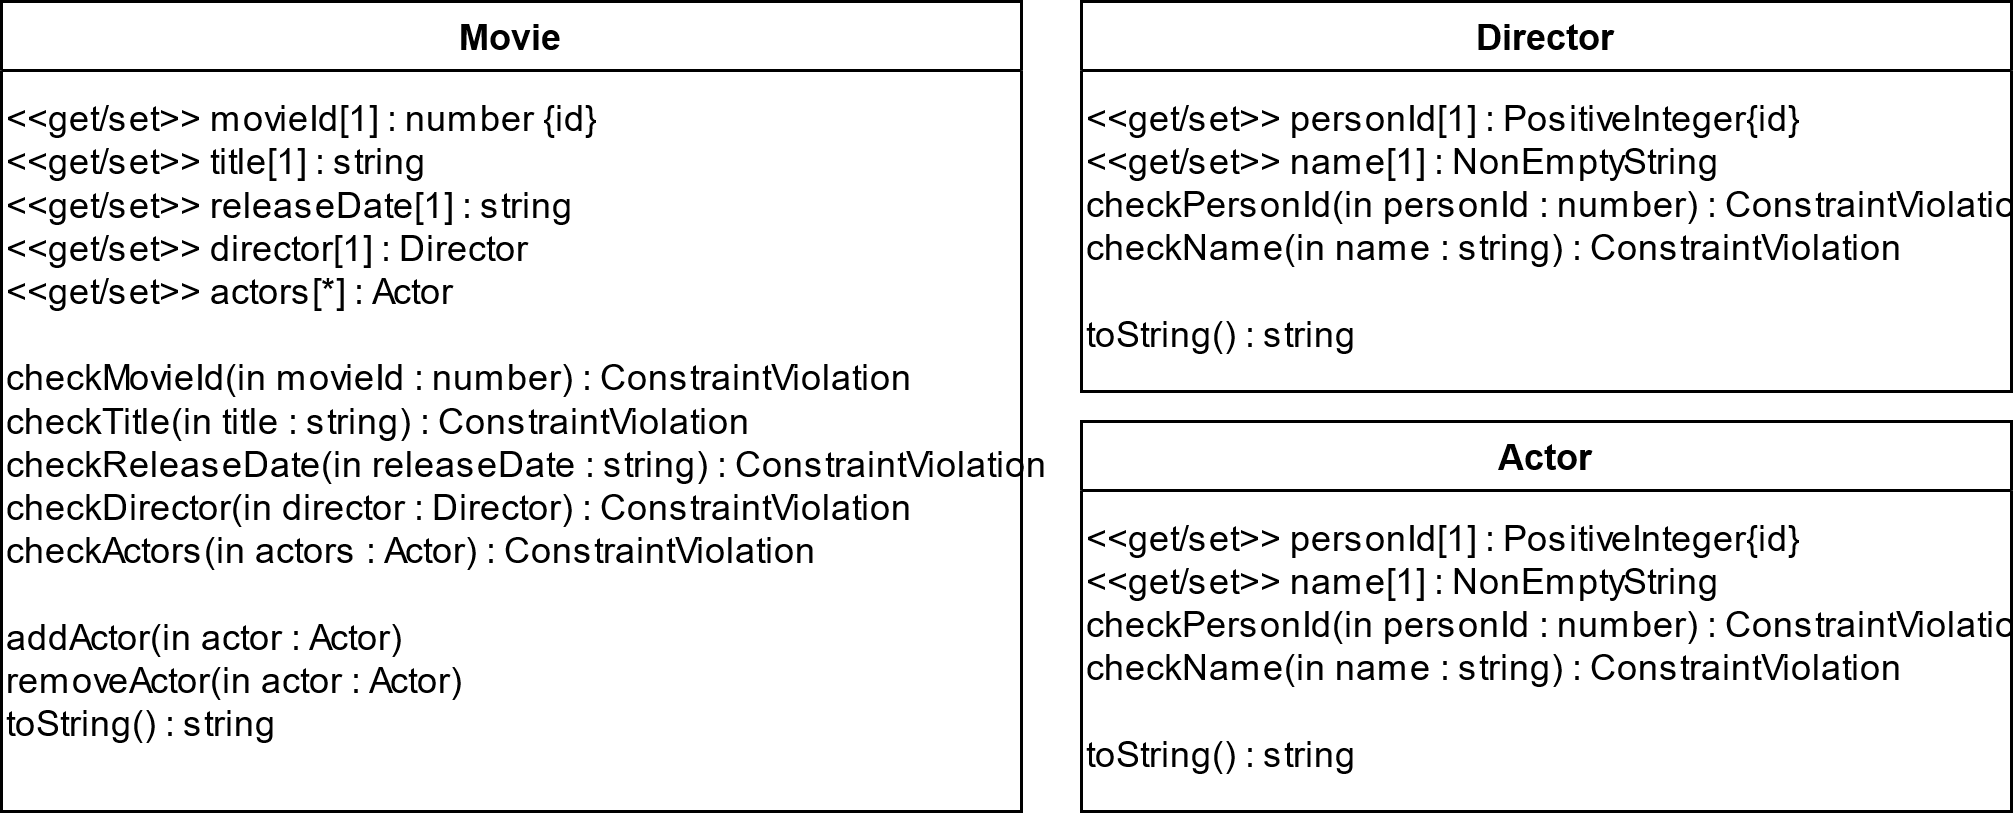 Movie
<<get/set>> movieId[1] : number {id}
<<get/set>> title[1] : string
<<get/set>> releaseDate[1] : string
<<get/set>> director[1] : Director
<<get/set>> actors[*] : Actor
checkMovieId(in movieId : number) : ConstraintViolation
checkTitle(in title : string) : ConstraintViolation
checkReleaseDate(in releaseDate : string) : ConstraintViolation
checkDirector(in director : Director) : ConstraintViolation
checkActors(in actors : Actor) : ConstraintViolation
addActor(in actor : Actor)
removeActor(in actor : Actor)
toString() : string
Director
<<get/set>> personId[1] : PositiveInteger{id}
<<get/set>> name[1] : NonEmptyString
checkPersonId(in personId : number) : ConstraintViolatio
checkName(in name : string) : ConstraintViolation
toString() : string
Actor
<<get/set>> personId[1] : PositiveInteger{id}
<<get/set>> name[1] : NonEmptyString
checkPersonId(in personId : number) : ConstraintViolatio
checkName(in name : string) : ConstraintViolation
toString() : string